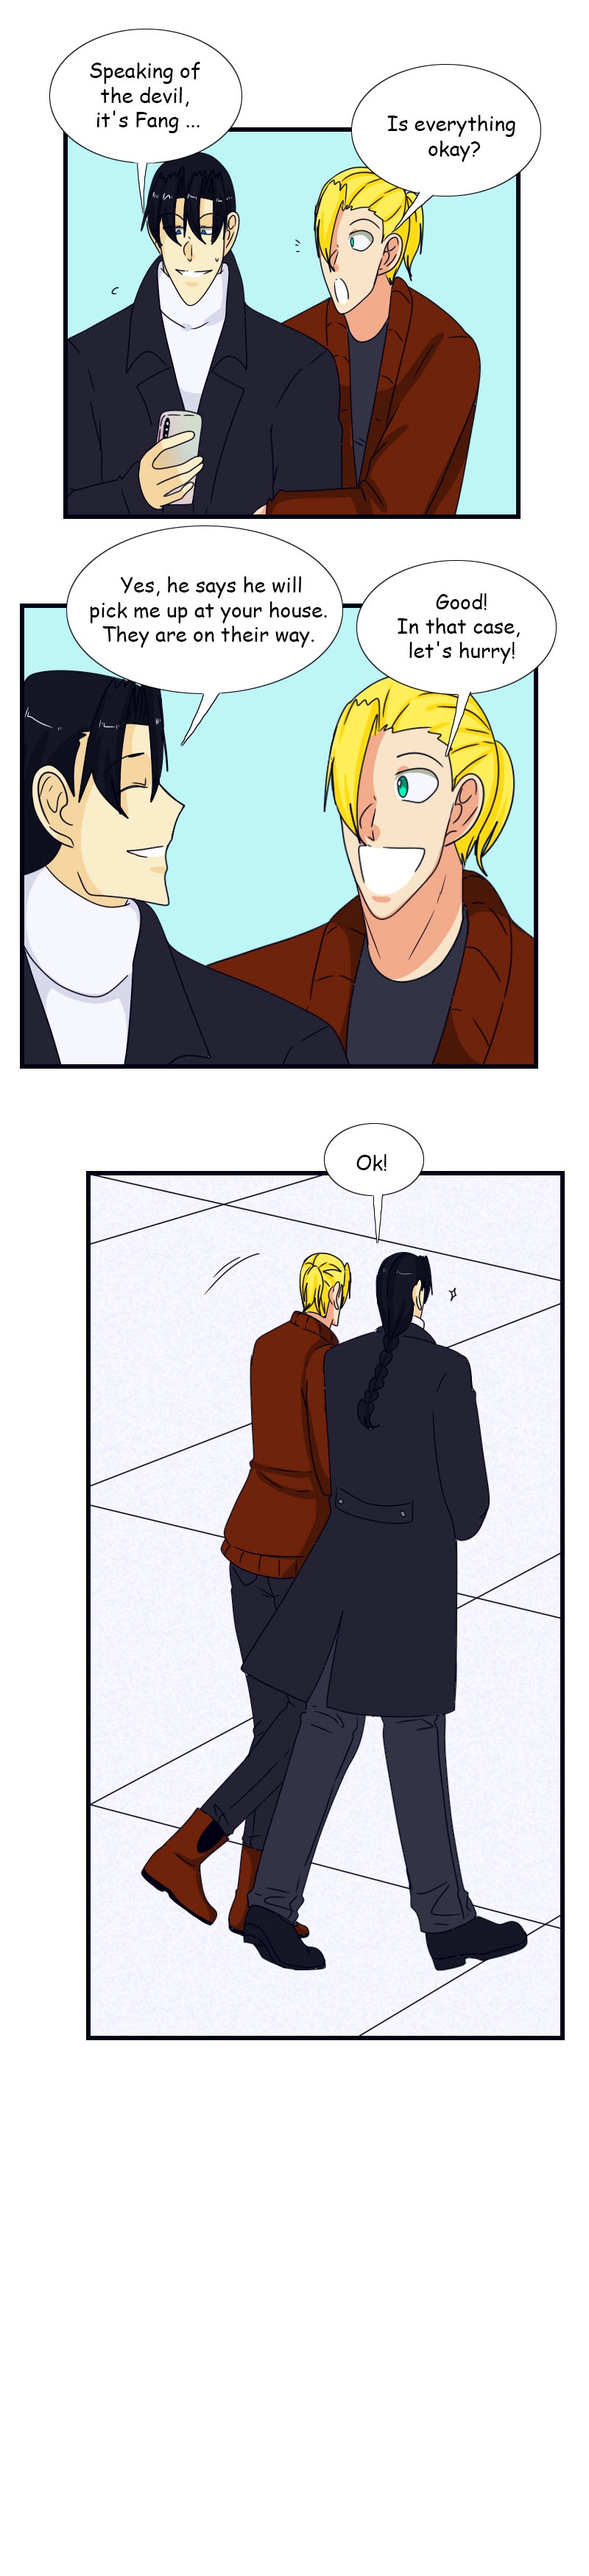 Speaking of
the devil,
it's Fang ...
Is everything
okay?
Yes, he says he will
pick me up at your house.
They are on their way.
Good!
In that case,
let's hurry!
Ok!